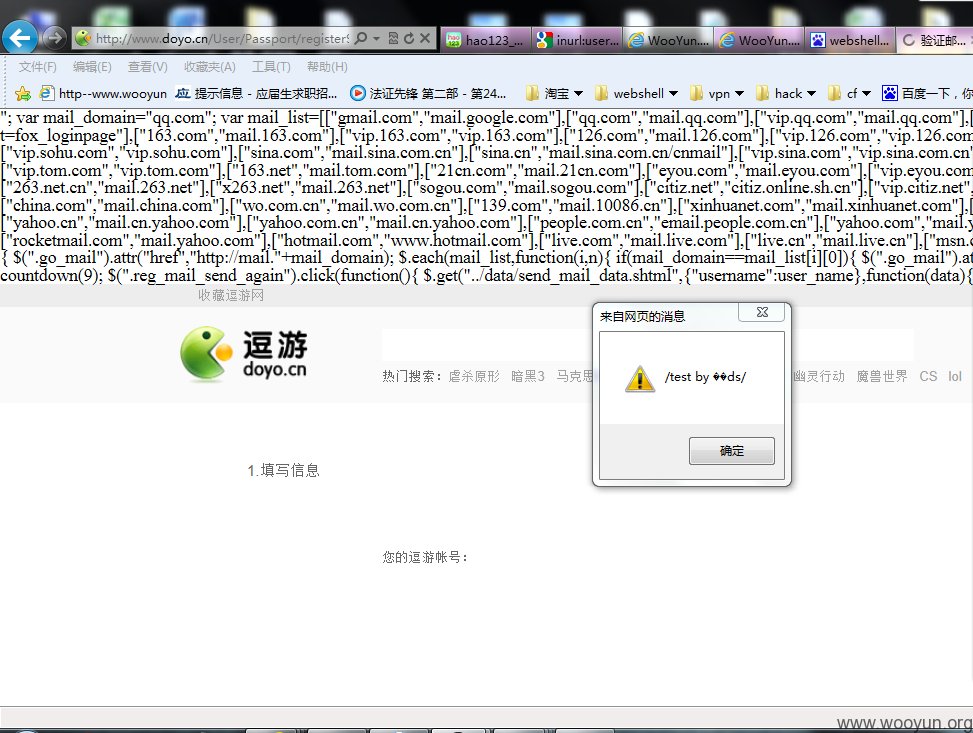 http://www.doyo.cn/User/Passport/registerS
hao123_... inurl:user... WooYun.... WooYun.... webshell... 验证邮...
文件(F) 编辑(E) 查看(V) 收藏夹(A) 工具(T) 帮助(H)
http--www.wooyun 提示信息 - 应届生求职招... 法证先锋 第二部 - 第24... 淘宝 webshell vpn hack cf 百度一下，你
"; var mail_domain="qq.com"; var mail_list=[["gmail.com","mail.google.com"],["qq.com","mail.qq.com"],["vip.qq.com","mail.qq.com"],[
t=fox_loginpage"],["163.com","mail.163.com"],["vip.163.com","vip.163.com"],["126.com","mail.126.com"],["vip.126.com","vip.126.com
["vip.sohu.com","vip.sohu.com"],["sina.com","mail.sina.com.cn"],["sina.cn","mail.sina.com.cn/cnmail"],["vip.sina.com","vip.sina.com.cn"
["vip.tom.com","vip.tom.com"],["163.net","mail.tom.com"],["21cn.com","mail.21cn.com"],["eyou.com","mail.eyou.com"],["vip.eyou.com
"263.net.cn","mail.263.net"],["x263.net","mail.263.net"],["sogou.com","mail.sogou.com"],["citiz.net","citiz.online.sh.cn"],["vip.citiz.net"
["china.com","mail.china.com"],["wo.com.cn","mail.wo.com.cn"],["139.com","mail.10086.cn"],["xinhuanet.com","mail.xinhuanet.com"],[
"yahoo.cn","mail.cn.yahoo.com"],["yahoo.com.cn","mail.cn.yahoo.com"],["people.com.cn","email.people.com.cn"],["yahoo.com","mail.y
["rocketmail.com","mail.yahoo.com"],["hotmail.com","www.hotmail.com"],["live.com","mail.live.com"],["live.cn","mail.live.cn"],["msn.c
{ $(".go_mail").attr("href","http://mail."+mail_domain); $.each(mail_list,function(i,n){ if(mail_domain==mail_list[i][0]){ $(".go_mail").at
countdown(9); $(".reg_mail_send_again").click(function(){ $.get("../data/send_mail_data.shtml",{"username":user_name},function(data){
收藏逗游网
逗游
doyo.cn
热门搜索: 虐杀原形 暗黑3 马克思 幽灵行动 魔兽世界 CS lol
来自网页的消息
/test by ��ds/
确定
1.填写信息
您的逗游帐号：
www.wooyun.org